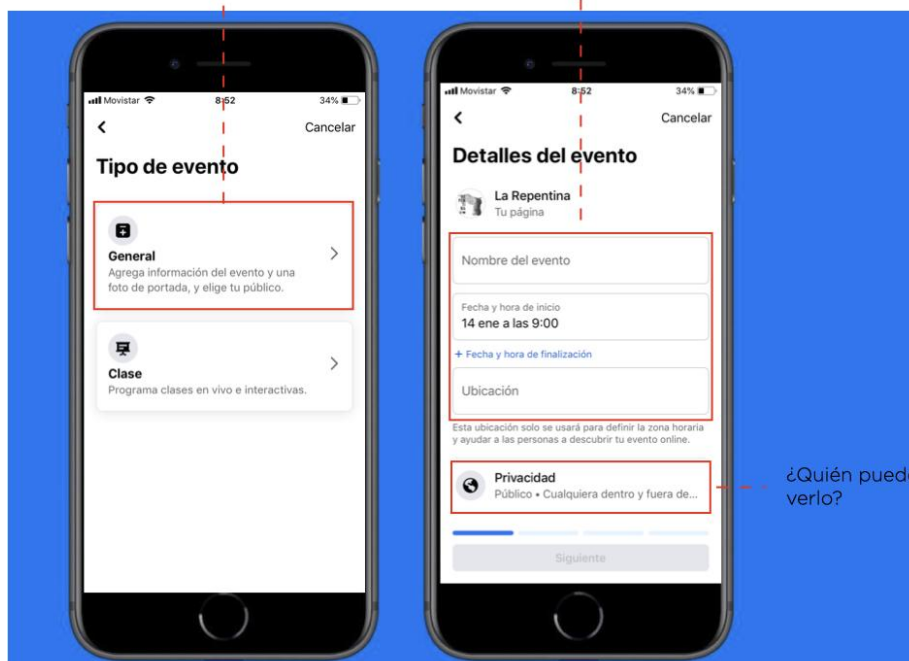 Movistar 8:52 34%
Cancelar
Tipo de evento
General
Agrega información del evento y una
foto de portada, y elige tu público.
Clase
Programa clases en vivo e interactivas.
Movistar 8:52 34%
Cancelar
Detalles del evento
La Repentina
Tu página
Nombre del evento
Fecha y hora de inicio
14 ene a las 9:00
+ Fecha y hora de finalización
Ubicación
Esta ubicación solo se usará para definir la zona horaria
y ayudar a las personas a descubrir tu evento online.
Privacidad
Público • Cualquiera dentro y fuera de...
Siguiente
¿Quién puede
verlo?